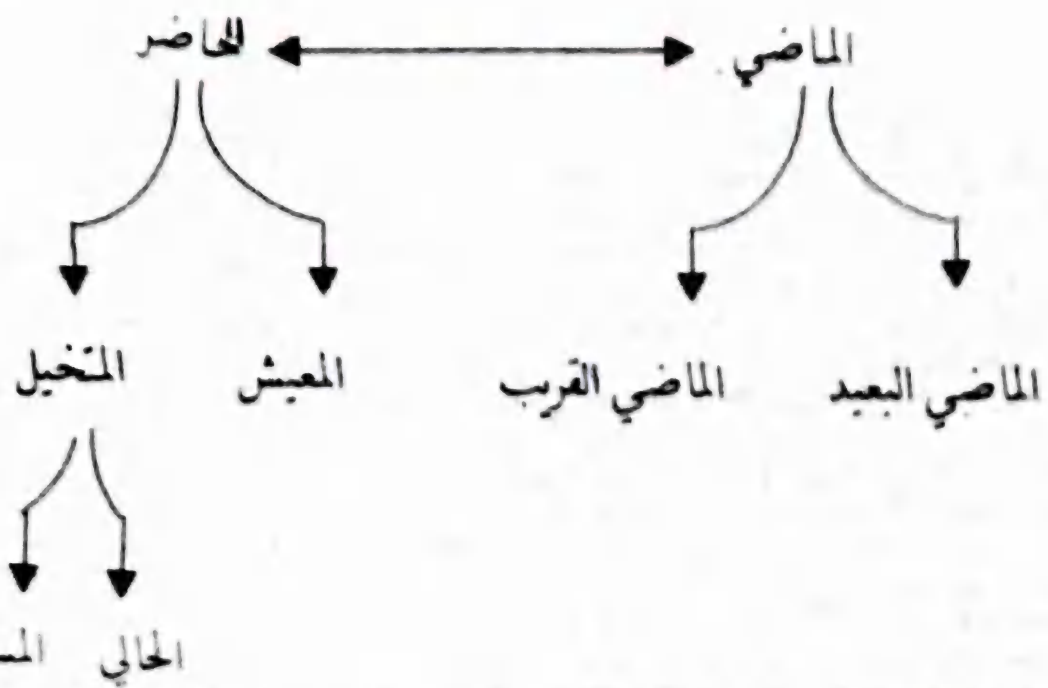 الماضي الحاضر
الماضي البعيد الماضي القريب المعيش المتخيل
الحالي